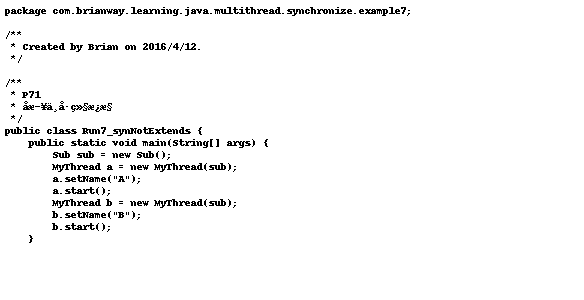 package com.brianway.learning.java.multithread.synchronize.example7;
/**
* Created by Brian on 2016/4/12.
*/
/**
* P71
* åæ­¥ä¸å·ç»§æ¿æ§
*/
public class Run7_synNotExtends {
public static void main(String[] args) {
Sub sub = new Sub();
MyThread a = new MyThread(sub);
a.setName("A");
a.start();
MyThread b = new MyThread(sub);
b.setName("B");
b.start();
}